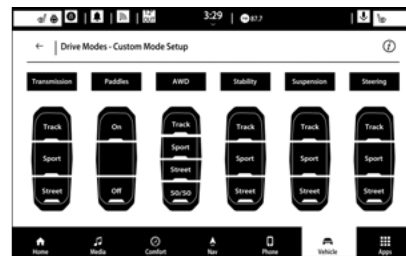 3:29 87.7
Drive Modes - Custom Mode Setup
Transmission Paddles AWD Stability Suspension Steering
Track On Track Track Track Track
Sport Sport Sport Sport Sport
Street
Street Off 50/50 Street Street Street
Home Media Comfort Nav Phone Vehicle Apps